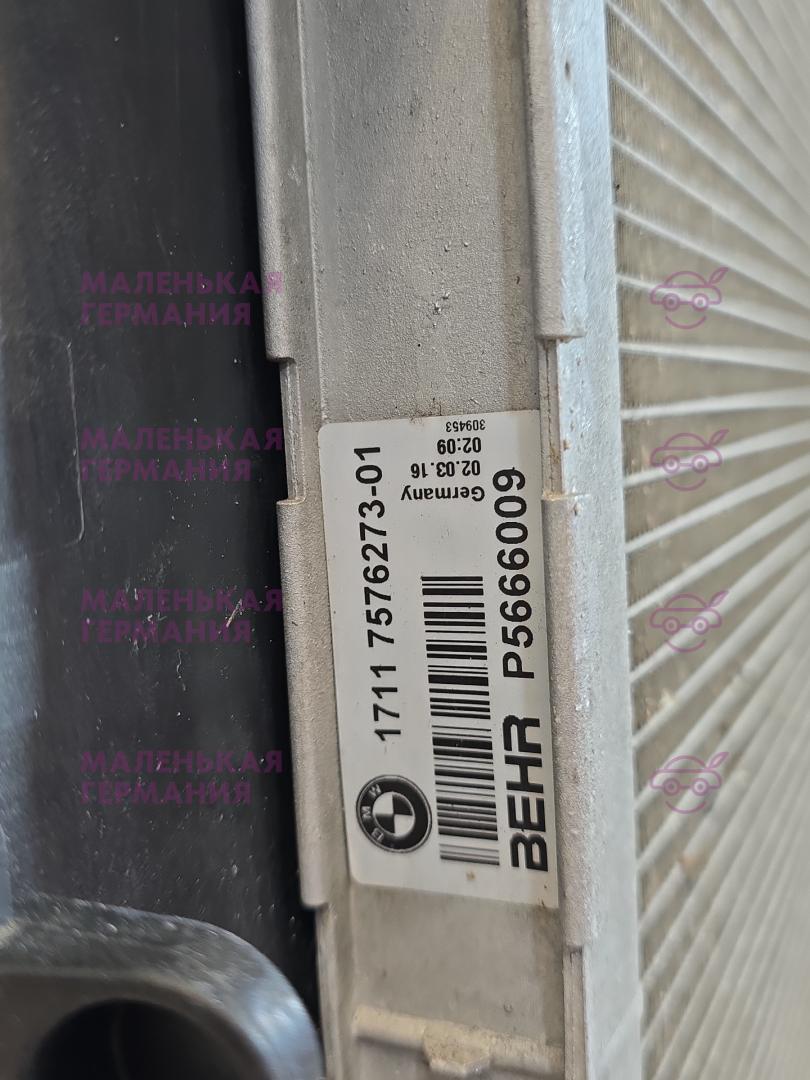 1711 7576273-01
Germany
02.03.16
02:09
309453
BMW
BEHR P5666009
МАЛЕНЬКАЯ
ГЕРМАНИЯ
МАЛЕНЬКАЯ
ГЕРМАНИЯ
МАЛЕНЬКАЯ
ГЕРМАНИЯ
МАЛЕНЬКАЯ
ГЕРМАНИЯ